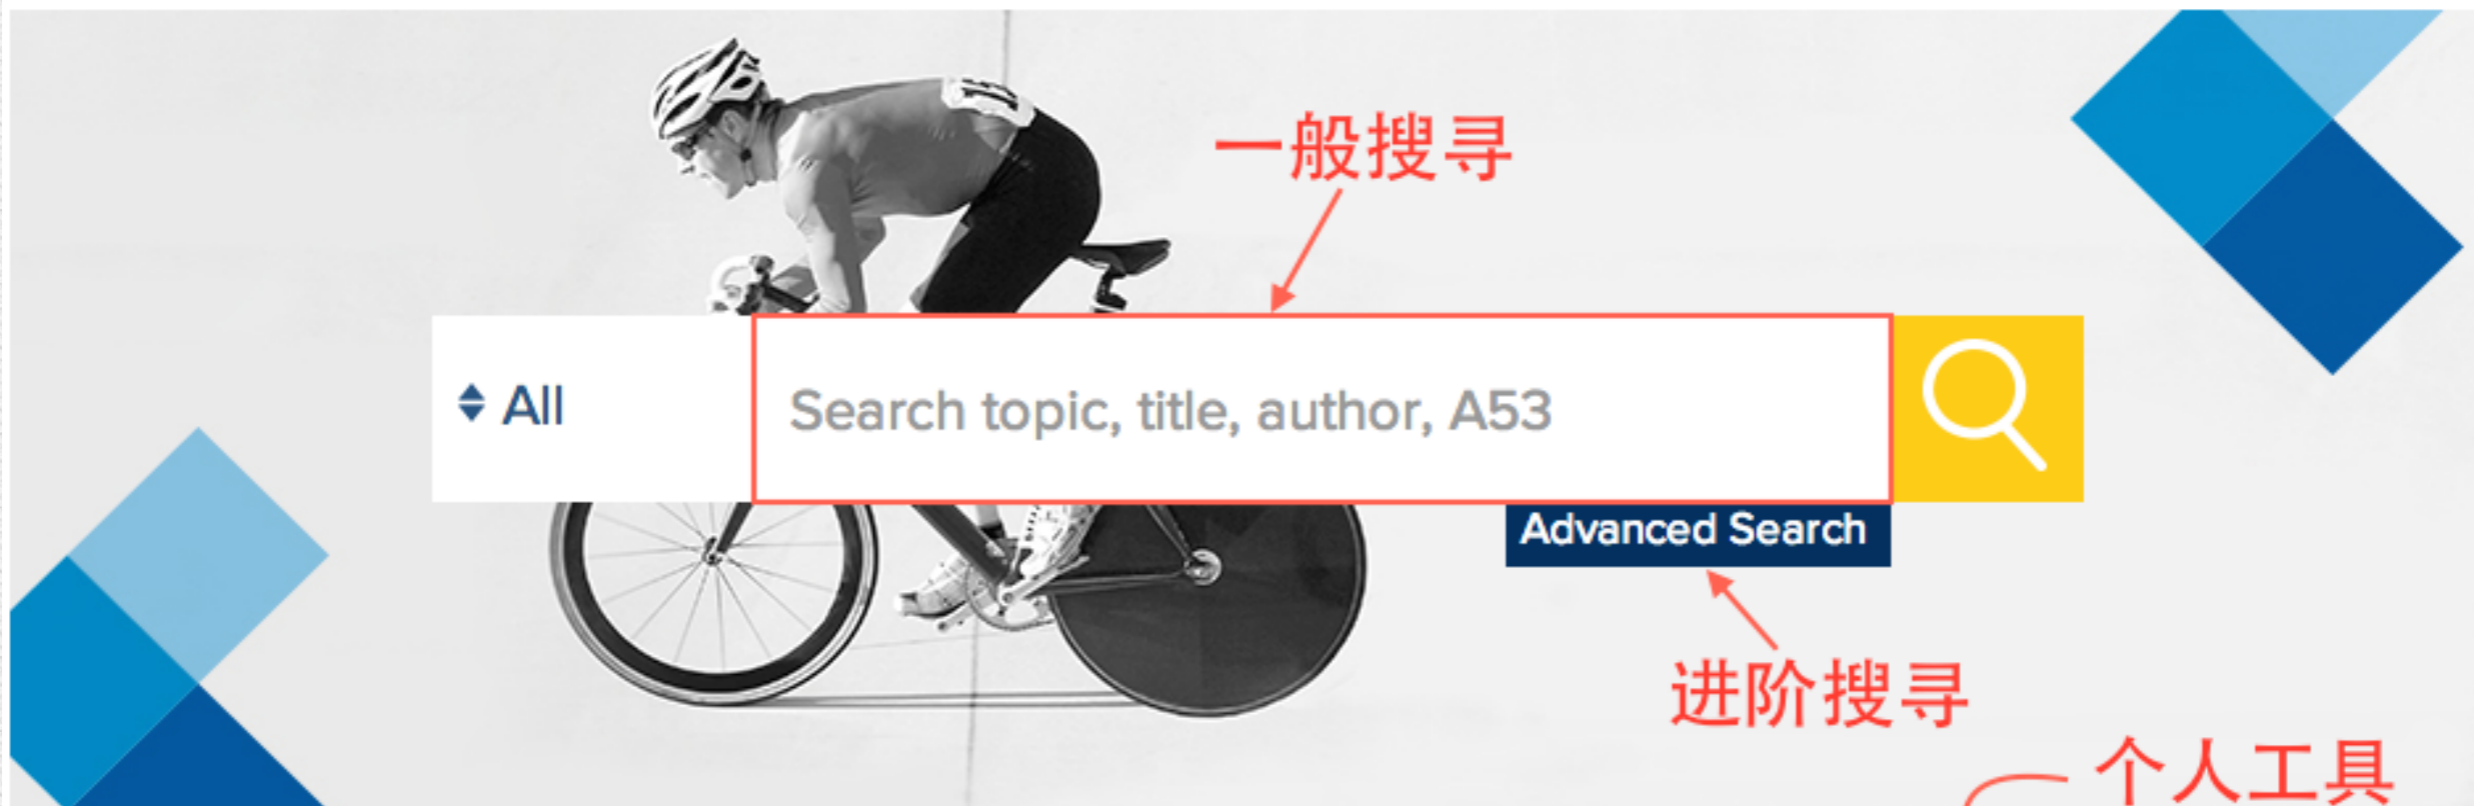 一般搜寻
All
Search topic, title, author, A53
Advanced Search
进阶搜寻
个人工具